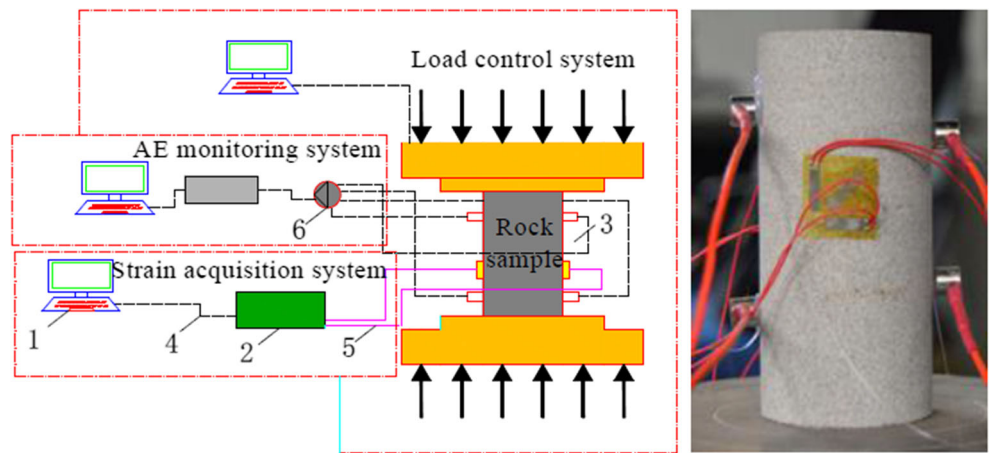 Load control system
AE monitoring system
6
Rock
sample
3
Strain acquisition system
1
4
2
5